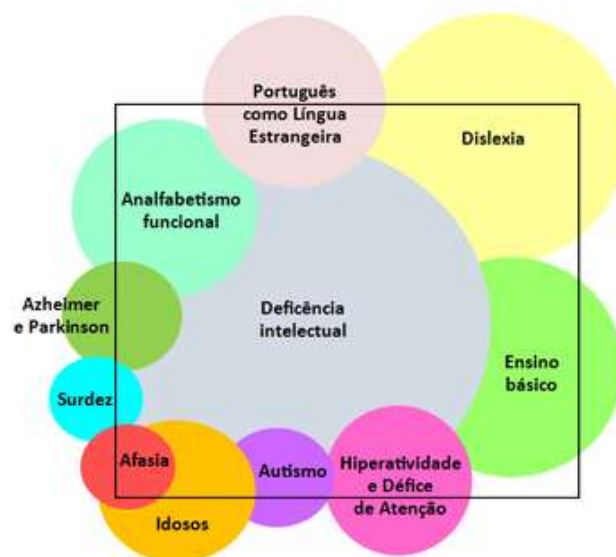 Português
como Língua
Estrangeira
Dislexia
Analfabetismo
funcional
Azheimer
e Parkinson
Deficência
intelectual
Ensino
básico
Surdez
Afasia
Autismo
Hiperatividade
e Défice
de Atenção
Idosos